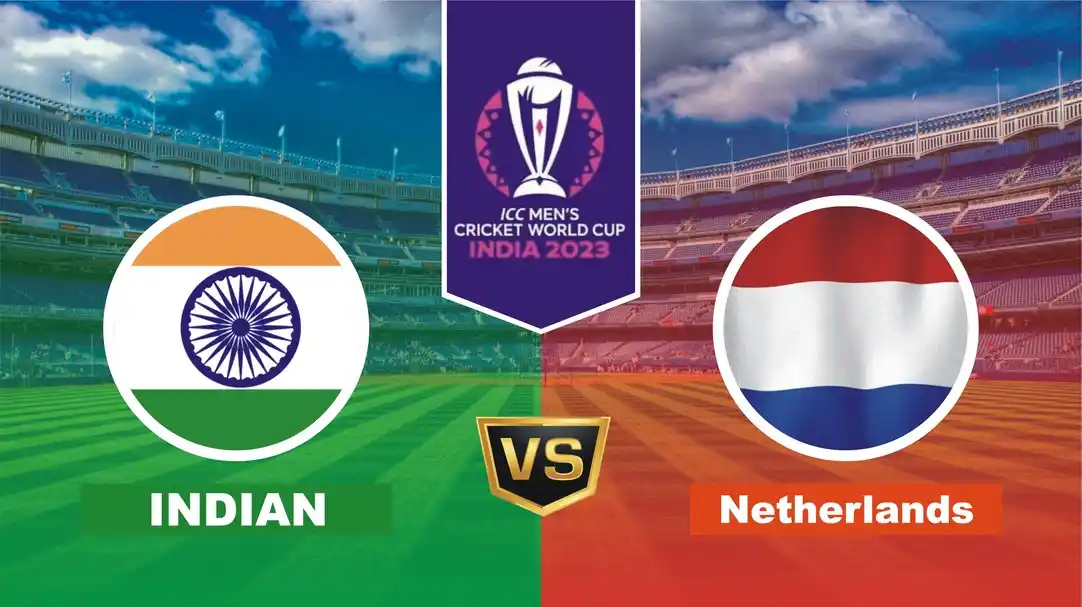 ICC MEN'S
CRICKET WORLD CUP
INDIA 2023
VS
INDIAN
Netherlands